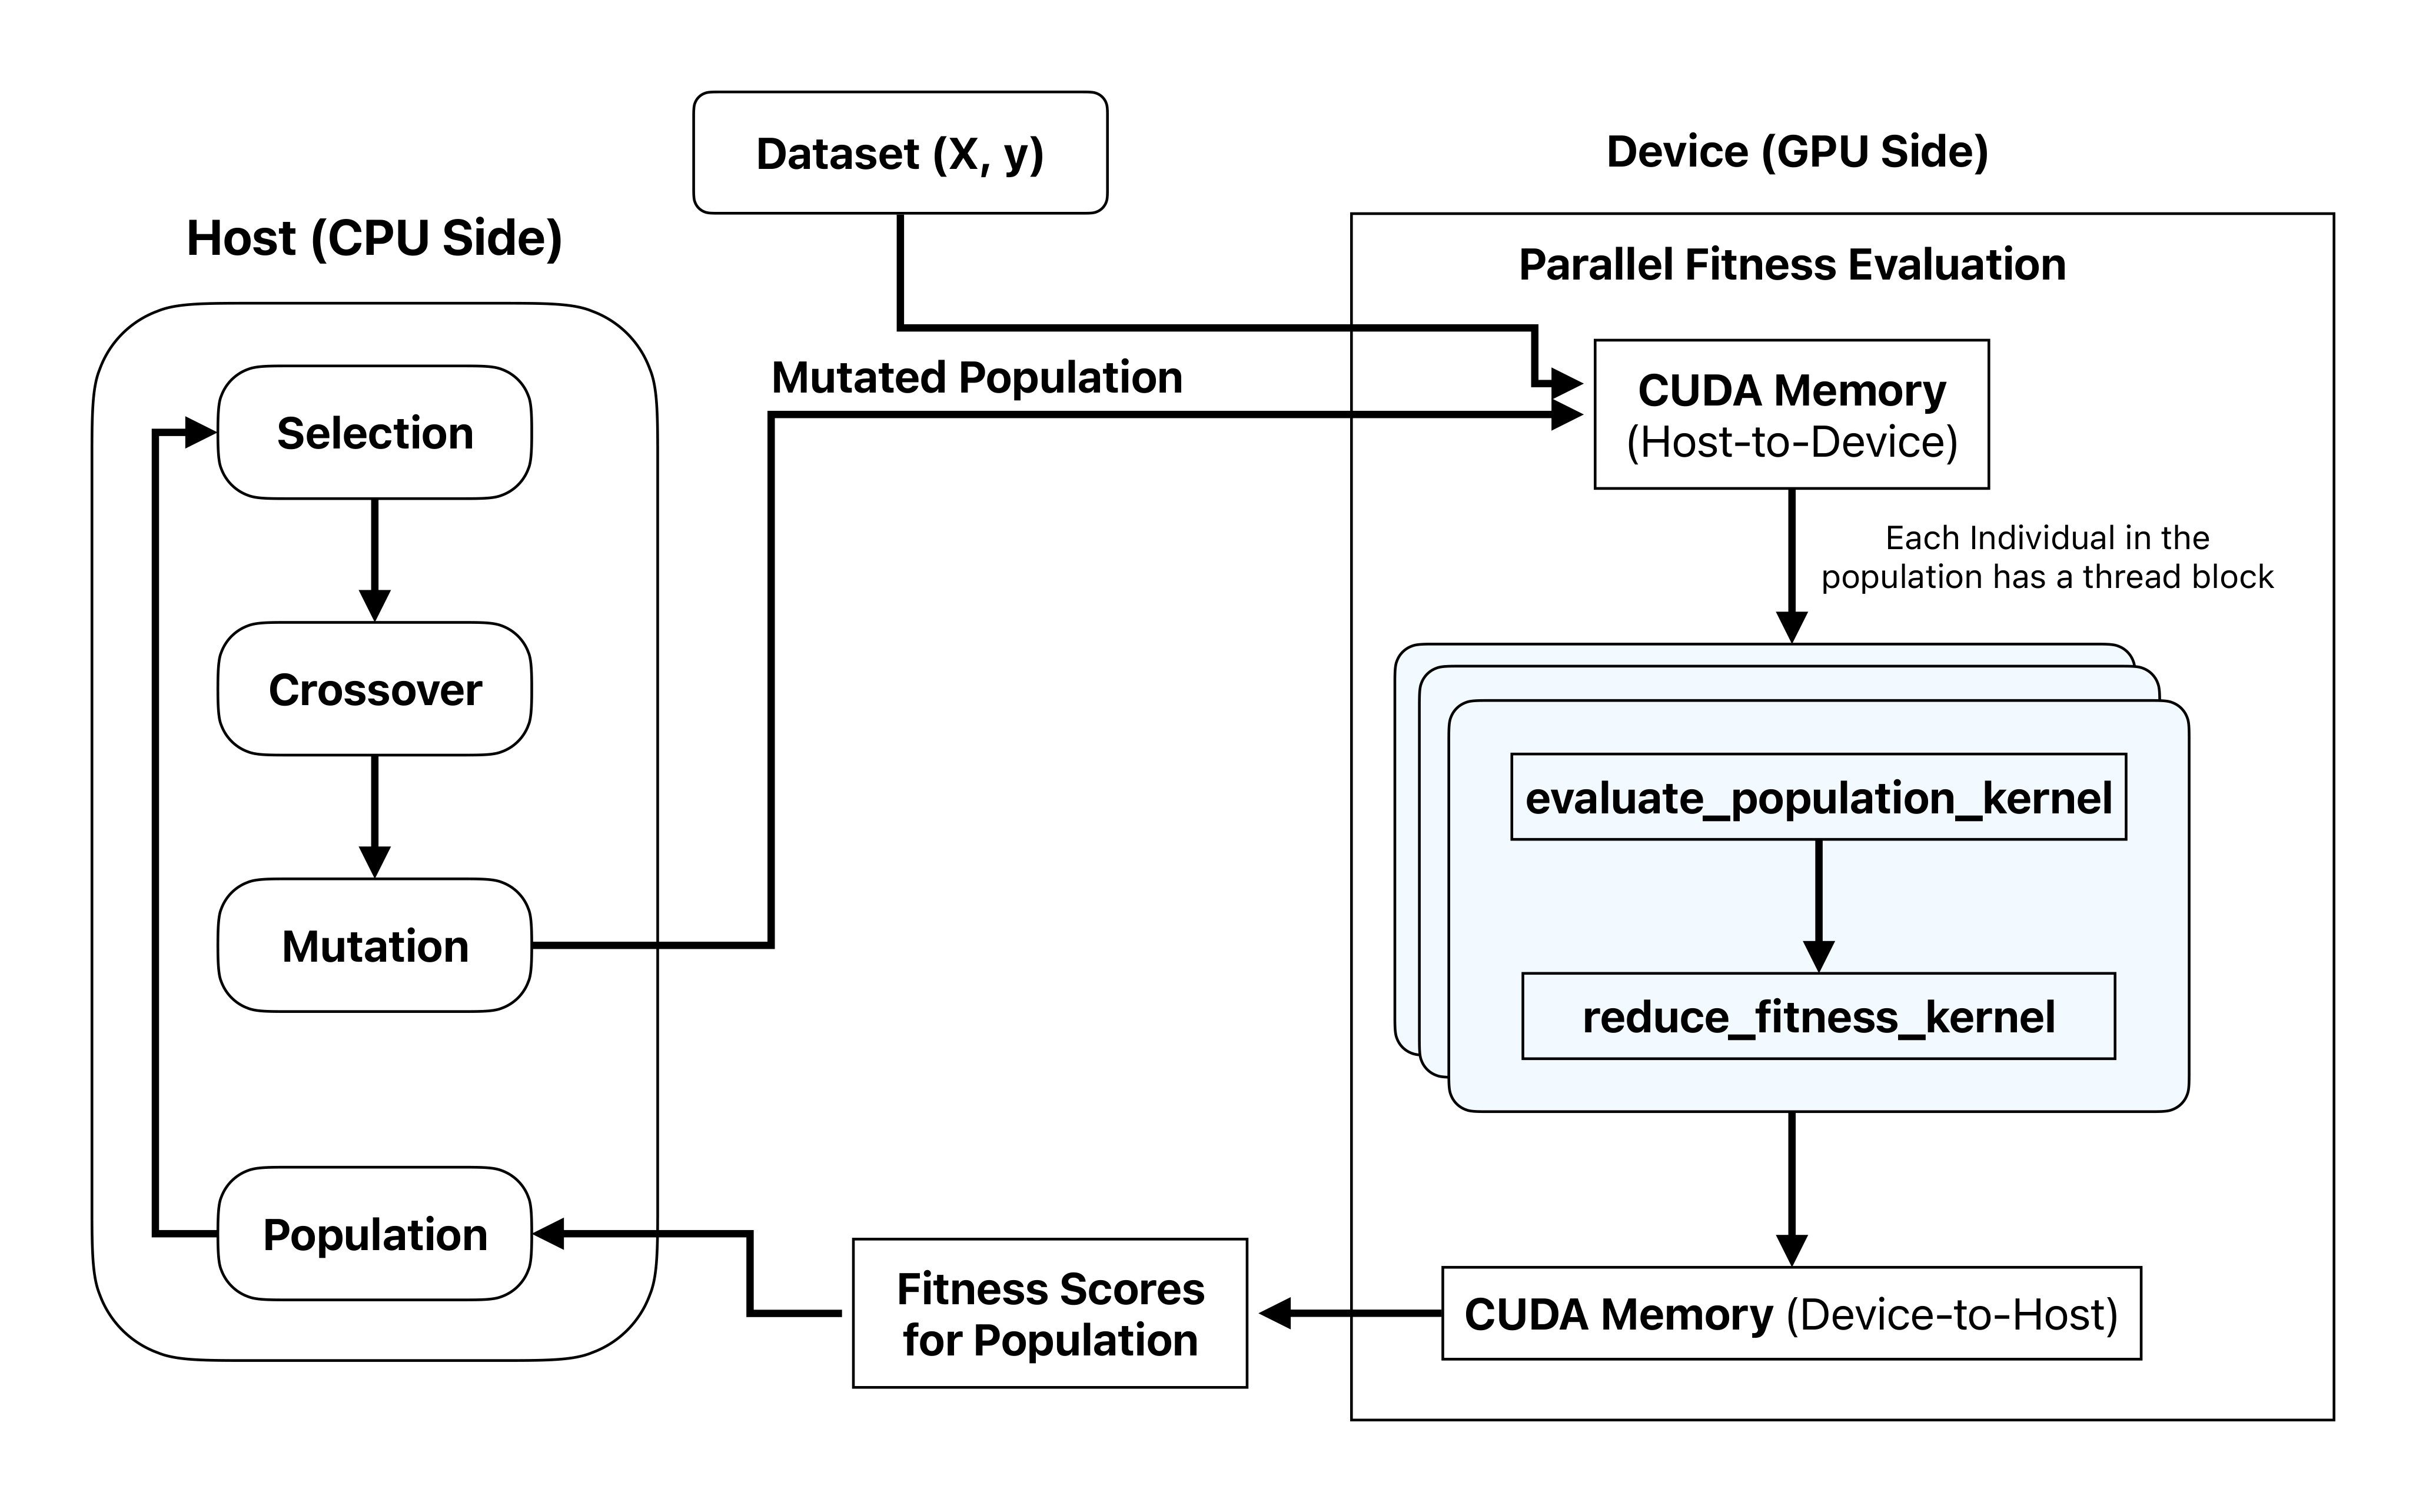 Dataset (X, y)
Device (GPU Side)
Host (CPU Side)
Parallel Fitness Evaluation
Mutated Population
CUDA Memory
(Host-to-Device)
Selection
Each Individual in the
population has a thread block
Crossover
evaluate_population_kernel
Mutation
reduce_fitness_kernel
Population
Fitness Scores
for Population
CUDA Memory (Device-to-Host)